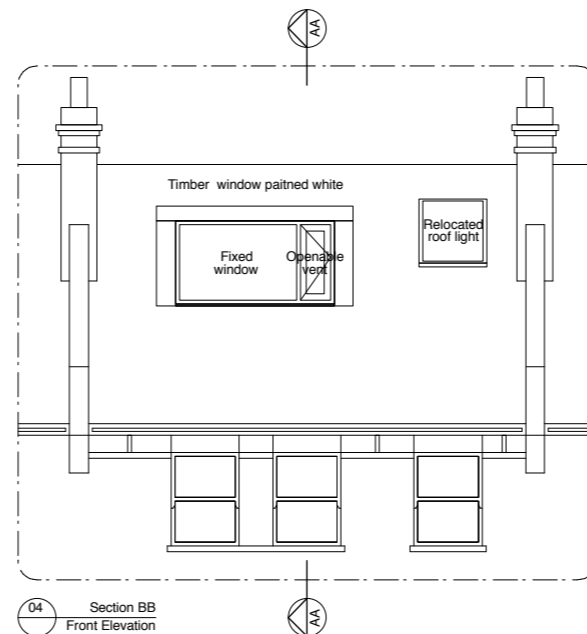 AA
Timber window paitned white
Relocated
roof light
Fixed
window
Openable
vent
04
Section BB
Front Elevation
AA